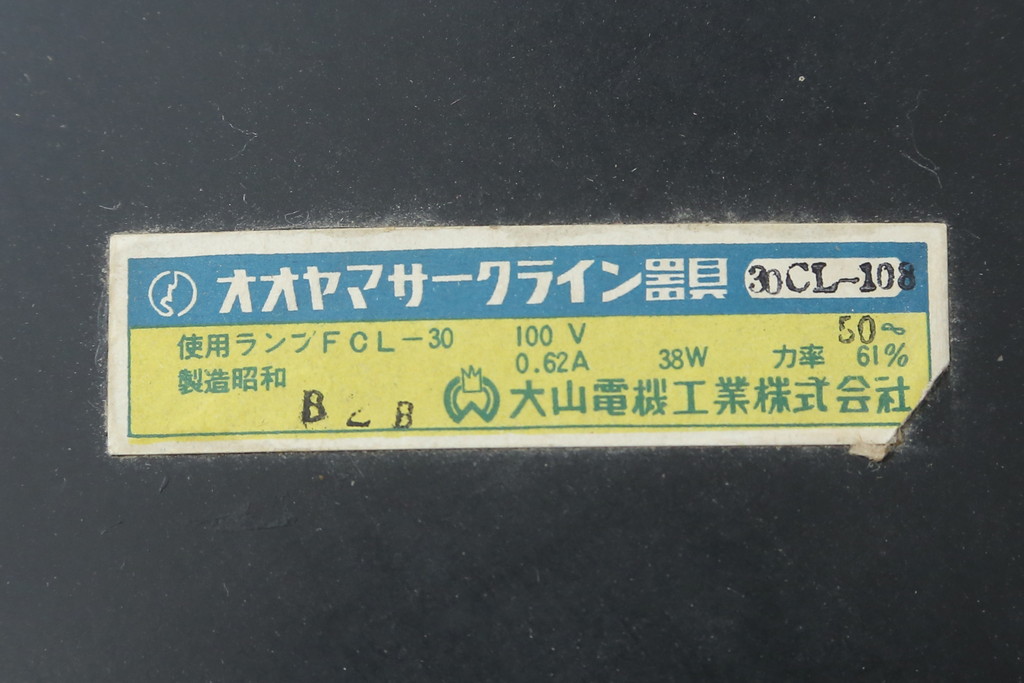 オオヤマサークライン器具 30CL-108
使用ランプFCL-30 100 V 50~
0.62A 38W 力率 61%
製造昭和
B 2 B
大山電機工業株式会社